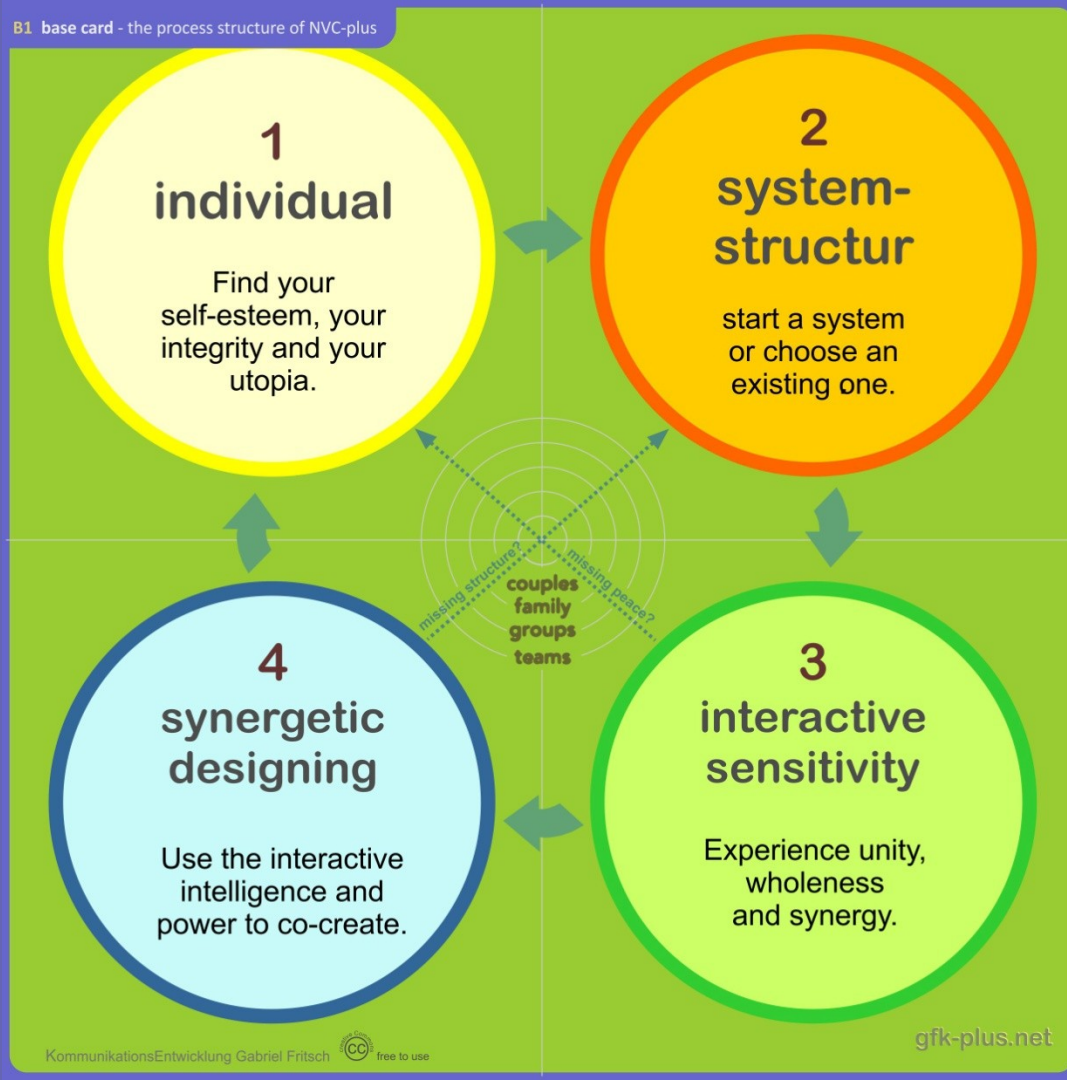 B1 base card - the process structure of NVC-plus
1
individual
Find your
self-esteem, your
integrity and your
utopia.
2
system-
structur
start a system
or choose an
existing one.
missing structure?
missing peace?
couples
family
groups
teams
4
synergetic
designing
Use the interactive
intelligence and
power to co-create.
3
interactive
sensitivity
Experience unity,
wholeness
and synergy.
KommunikationsEntwicklung Gabriel Fritsch
Creative Commons
CC
free to use
gfk-plus.net